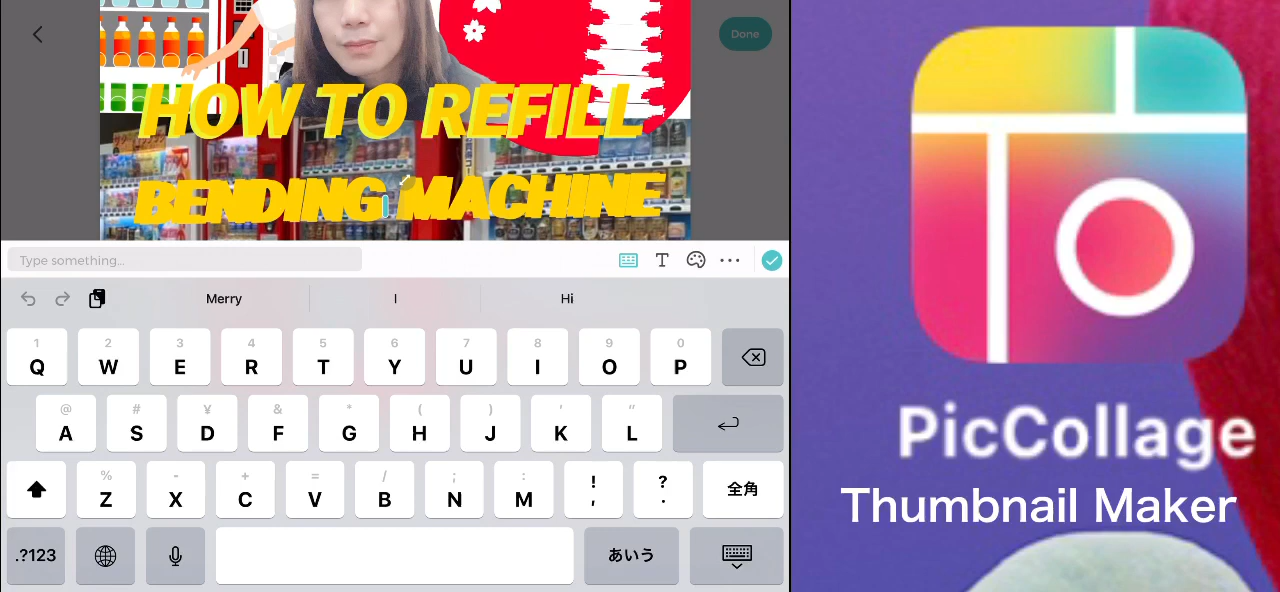 Done
HOW TO REFILL
BENDING MACHINE
Type something...
Merry I Hi
1 2 3 4 5 6 7 8 9 0
Q W E R T Y U I O P
@ # ¥ & * ( ) ' "
A S D F G H J K L
% - + = / ; : ! ?
Z X C V B N M , . 全角
.?123 あいう
PicCollage
Thumbnail Maker